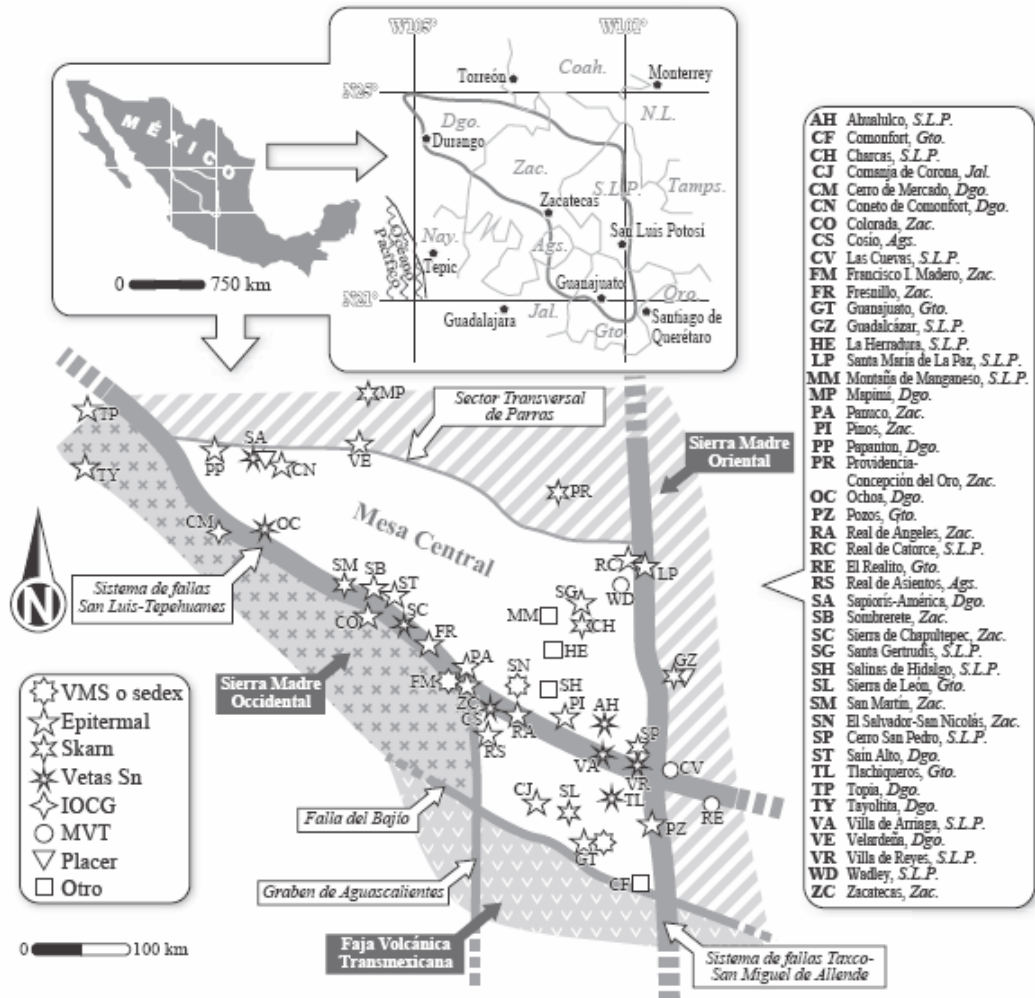 W105°
W101°
Coah.
Torreón
Monterrey
N25°
N.L.
Dgo.
Durango
Zac.
S.L.P.
Tamps.
Zacatecas
Nay.
Ags.
San Luis Potosí
Océano
Pacífico
Tepic
Guanajuato
Qro.
N21°
Guadalajara
Jal.
Gto.
Santiago de
Querétaro
MÉXICO
0 750 km
AH Ahualulco, S.L.P.
CF Comonfort, Gto.
CH Charcas, S.L.P.
CJ Comanja de Corona, Jal.
CM Cerro de Mercado, Dgo.
CN Coneto de Comonfort, Dgo.
CO Colorada, Zac.
CS Cosío, Ags.
CV Las Cuevas, S.L.P.
FM Francisco I. Madero, Zac.
FR Fresnillo, Zac.
GT Guanajuato, Gto.
GZ Guadalcázar, S.L.P.
HE La Herradura, S.L.P.
LP Santa María de La Paz, S.L.P.
MM Montaña de Manganeso, S.L.P.
MP Mapimí, Dgo.
PA Panuco, Zac.
PI Pinos, Zac.
PP Papanton, Dgo.
PR Providencia-
Concepción del Oro, Zac.
OC Ochoa, Dgo.
PZ Pozos, Gto.
RA Real de Angeles, Zac.
RC Real de Catorce, S.L.P.
RE El Realito, Gto.
RS Real de Asientos, Ags.
SA Sapiorís-América, Dgo.
SB Sombrerete, Zac.
SC Sierra de Chapultepec, Zac.
SG Santa Gertrudis, S.L.P.
SH Salinas de Hidalgo, S.L.P.
SL Sierra de León, Gto.
SM San Martín, Zac.
SN El Salvador-San Nicolás, Zac.
SP Cerro San Pedro, S.L.P.
ST Saín Alto, Dgo.
TL Tlachiqueros, Gto.
TP Topia, Dgo.
TY Tayoltita, Dgo.
VA Villa de Arriaga, S.L.P.
VE Velardeña, Dgo.
VR Villa de Reyes, S.L.P.
WD Wadley, S.L.P.
ZC Zacatecas, Zac.
MP
Sector Transversal
de Parras
TP
SA
PP
CN
VE
TY
Sierra Madre
Oriental
PR
Mesa Central
CM
OC
N
Sistema de fallas
San Luis-Tepehuanes
SM
SB
ST
SC
CO
RC
LP
WD
SG
MM
CH
FR
HE
GZ
Sierra Madre
Occidental
PA
FM
SN
SH
ZC
CS
RA
PI
AH
SP
RS
VA
VR
CV
TL
RE
CJ
SL
PZ
GT
CF
Falla del Bajío
Graben de Aguascalientes
Faja Volcánica
Transmexicana
Sistema de fallas Taxco-
San Miguel de Allende
VMS o sedex
Epitermal
Skarn
Vetas Sn
IOCG
MVT
Placer
Otro
0 100 km